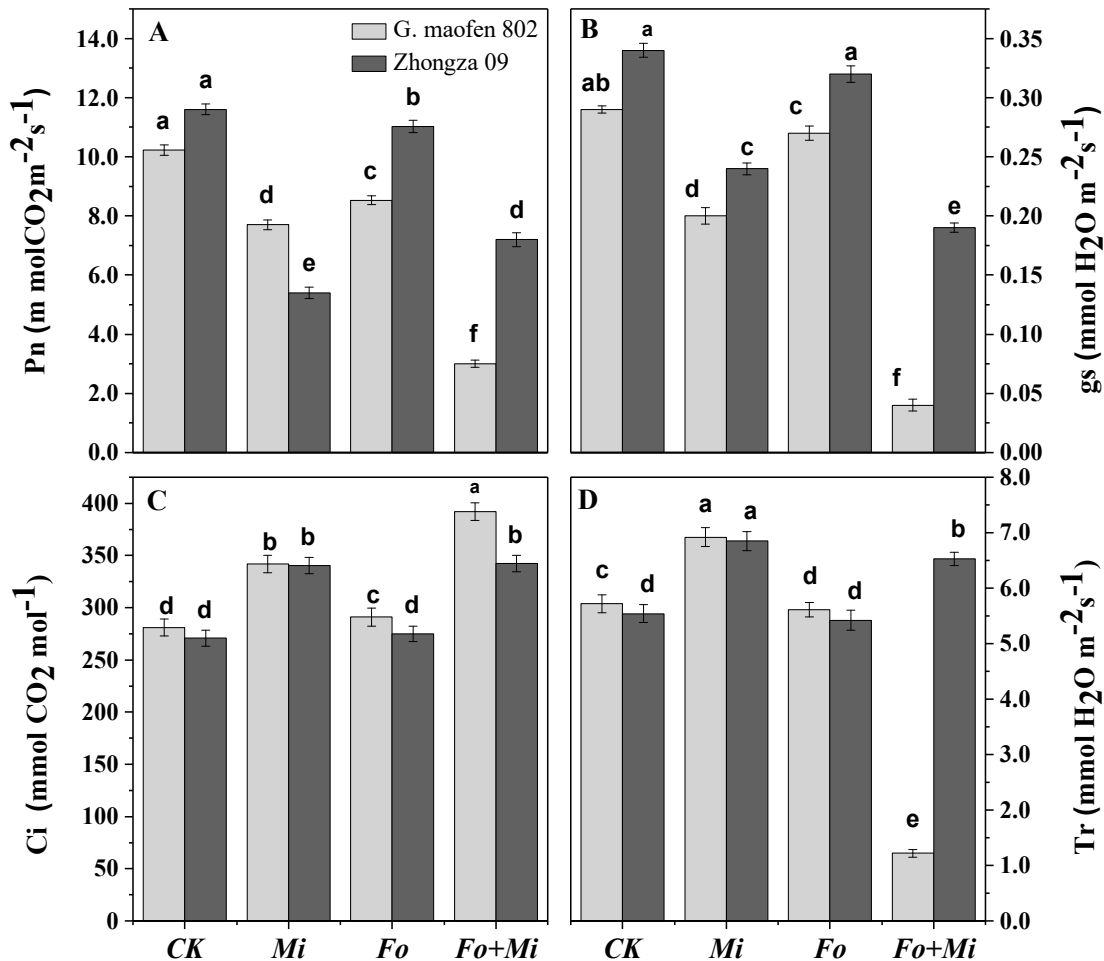 A
G. maofen 802
Zhongza 09
14.0
12.0
10.0
8.0
6.0
4.0
2.0
0.0
Pn (m molCO2m-2s-1)
a
a
d
e
c
b
f
d
B
0.35
0.30
0.25
0.20
0.15
0.10
0.05
0.00
gs (mmol H2O m-2s-1)
ab
a
d
c
c
a
f
e
C
400
350
300
250
200
150
100
50
0
Ci (mmol CO2 mol-1)
d
d
b
b
c
d
a
b
CK
Mi
Fo
Fo+Mi
D
8.0
7.0
6.0
5.0
4.0
3.0
2.0
1.0
0.0
Tr (mmol H2O m-2s-1)
c
d
a
a
d
d
e
b
CK
Mi
Fo
Fo+Mi